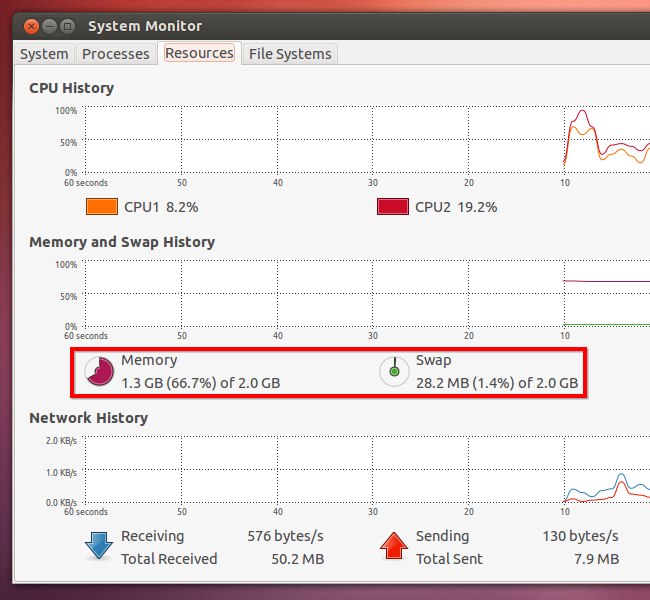 System Monitor
System Processes Resources File Systems
CPU History
100%
50%
0%
60 seconds 50 40 30 20 10
CPU1 8.2% CPU2 19.2%
Memory and Swap History
100%
50%
0%
60 seconds 50 40 30 20 10
Memory Swap
1.3 GB (66.7%) of 2.0 GB 28.2 MB (1.4%) of 2.0 GB
Network History
2.0 KB/s
1.0 KB/s
0.0 KB/s
60 seconds 50 40 30 20 10
Receiving 576 bytes/s Sending 130 bytes/s
Total Received 50.2 MB Total Sent 7.9 MB